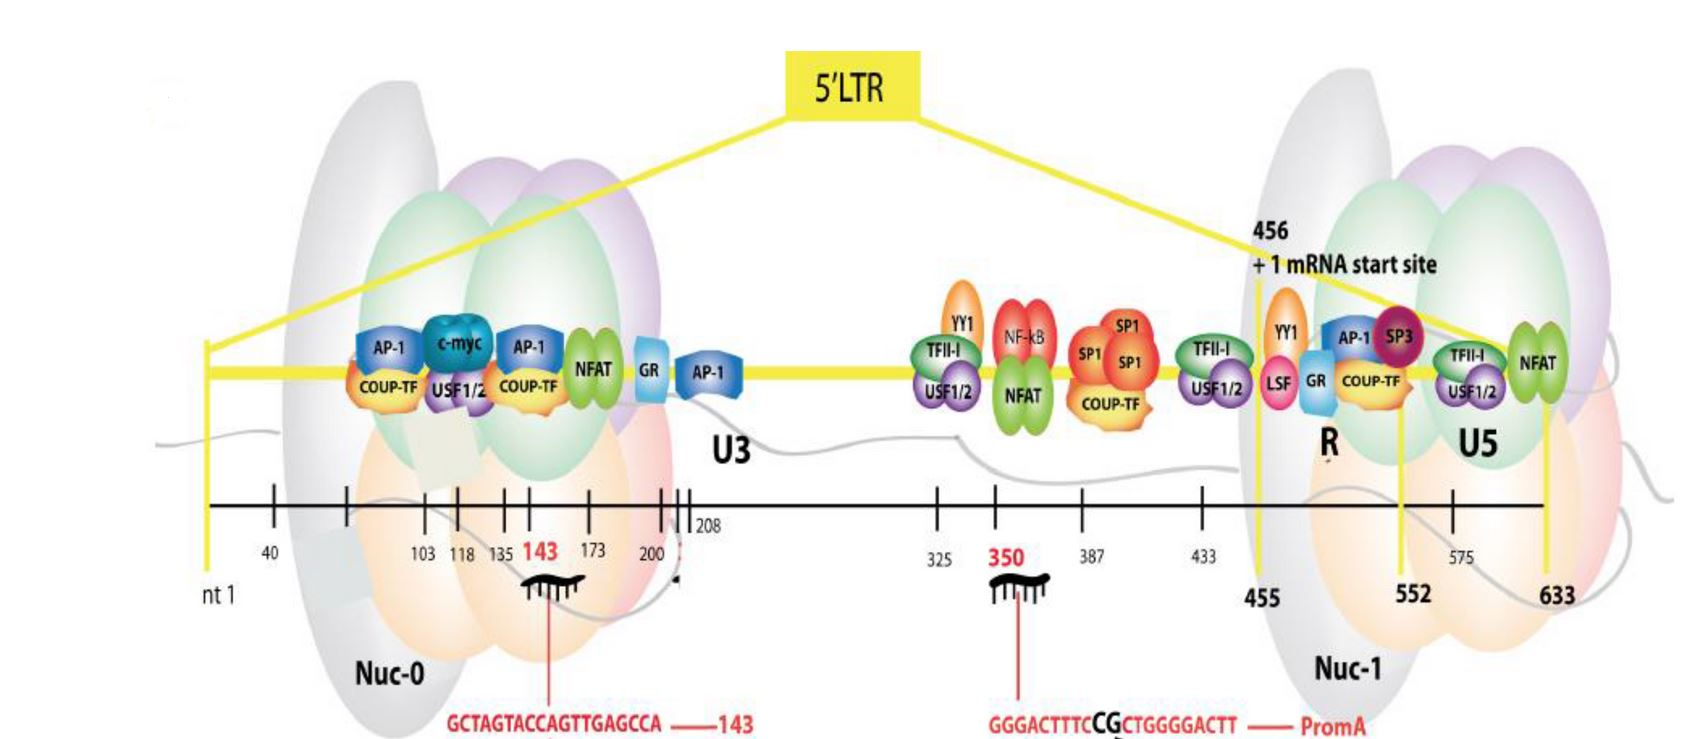 5'LTR
456
+ 1 mRNA start site
AP-1
c-myc
AP-1
NFAT
GR
AP-1
COUP-TF
USF1/2
COUP-TF
YY1
TFII-I
USF1/2
NF-kB
NFAT
SP1
SP1
SP1
COUP-TF
TFII-I
USF1/2
YY1
LSF
GR
AP-1
SP3
COUP-TF
TFII-I
USF1/2
NFAT
U3
R
U5
40
103
118
135
143
173
200
208
325
350
387
433
575
nt 1
455
552
633
Nuc-0
Nuc-1
GCTAGTACCAGTTGAGCCA 143
GGGACTTTCCGCTGGGGACTT PromA